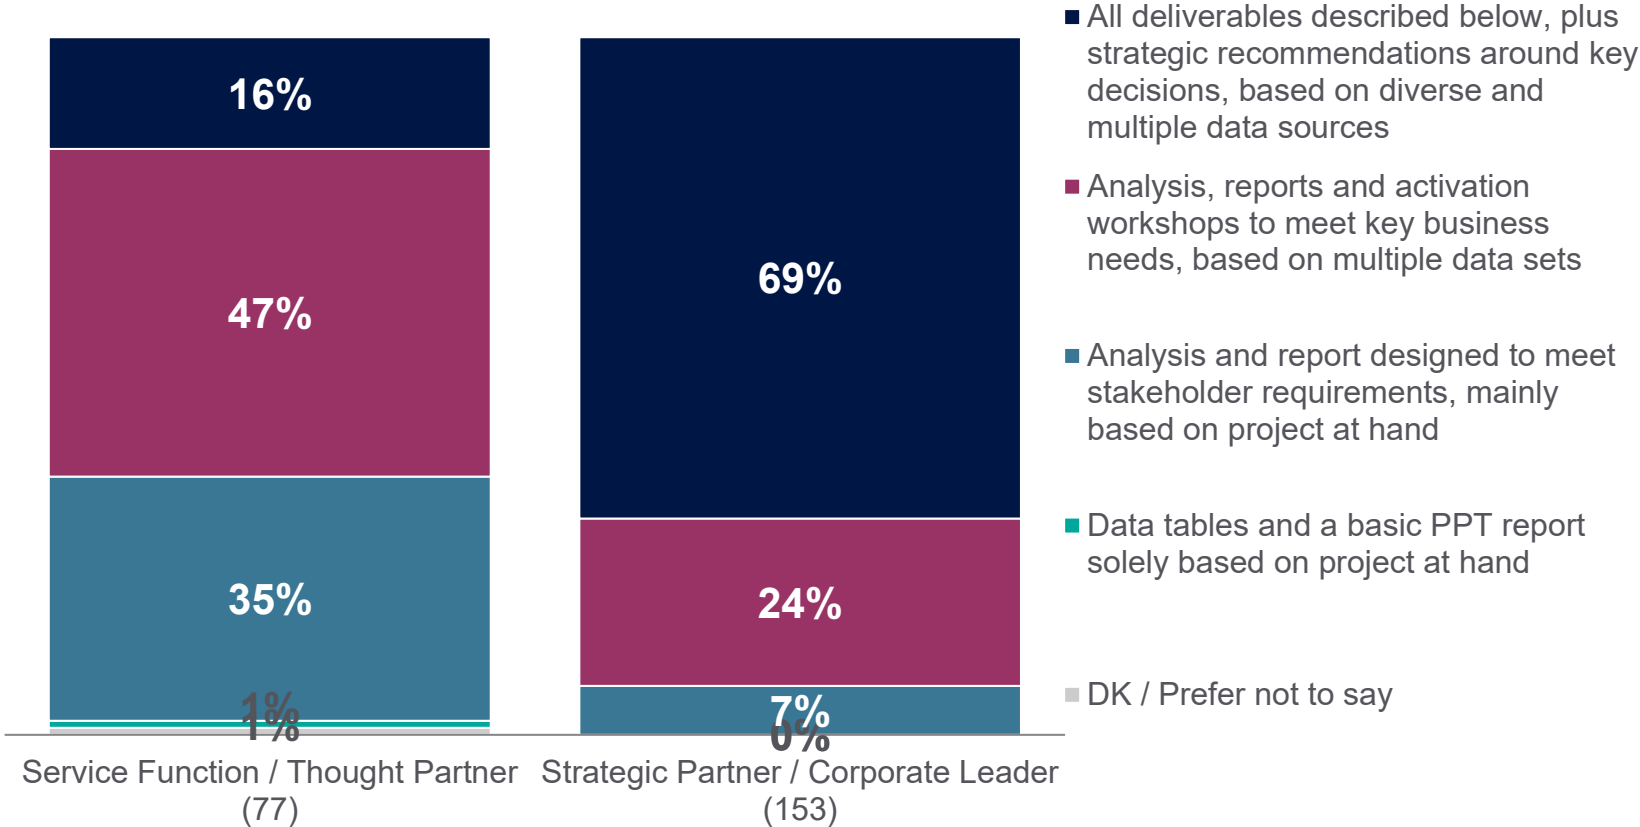 16%
47%
35%
1%
1%
Service Function / Thought Partner
(77)
69%
24%
7%
0%
Strategic Partner / Corporate Leader
(153)
All deliverables described below, plus
strategic recommendations around key
decisions, based on diverse and
multiple data sources
Analysis, reports and activation
workshops to meet key business
needs, based on multiple data sets
Analysis and report designed to meet
stakeholder requirements, mainly
based on project at hand
Data tables and a basic PPT report
solely based on project at hand
DK / Prefer not to say